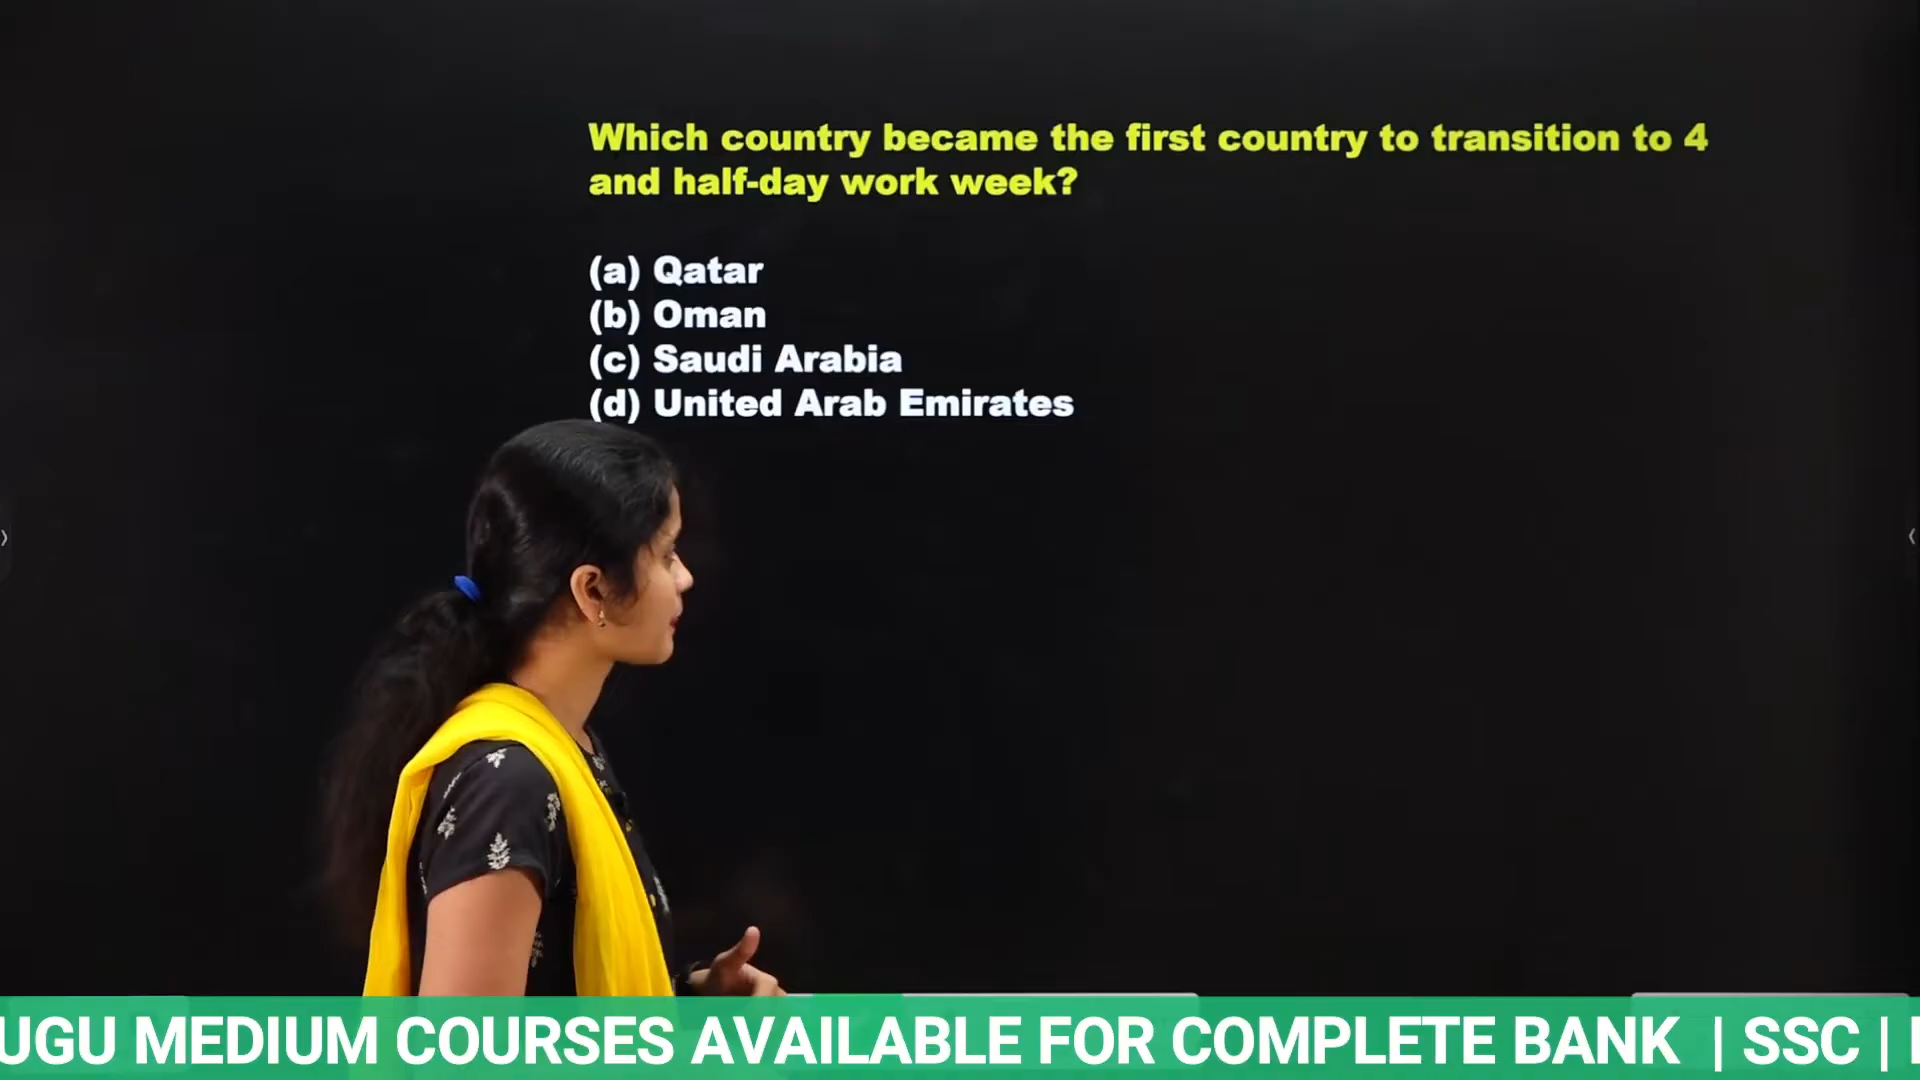 Which country became the first country to transition to 4
and half-day work week?
(a) Qatar
(b) Oman
(c) Saudi Arabia
(d) United Arab Emirates
UGU MEDIUM COURSES AVAILABLE FOR COMPLETE BANK | SSC |